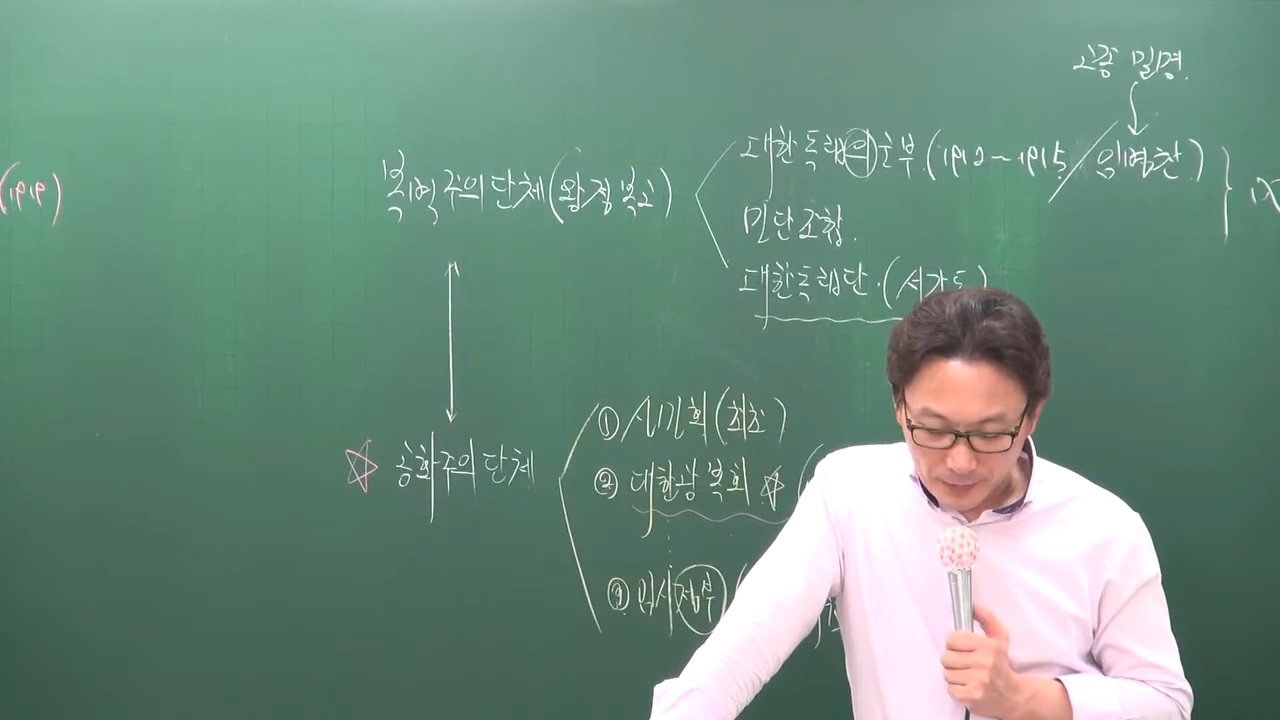 고종 밀명.
(1919)
복벽주의단체(왕정복고)
대한독립의군부.(1912~1915/임병찬)
민단조합.
대한독립단.(서간도)
☆ 공화주의단체
① 신민회(최초)
② 대한광복회 ☆
③ 임시정부